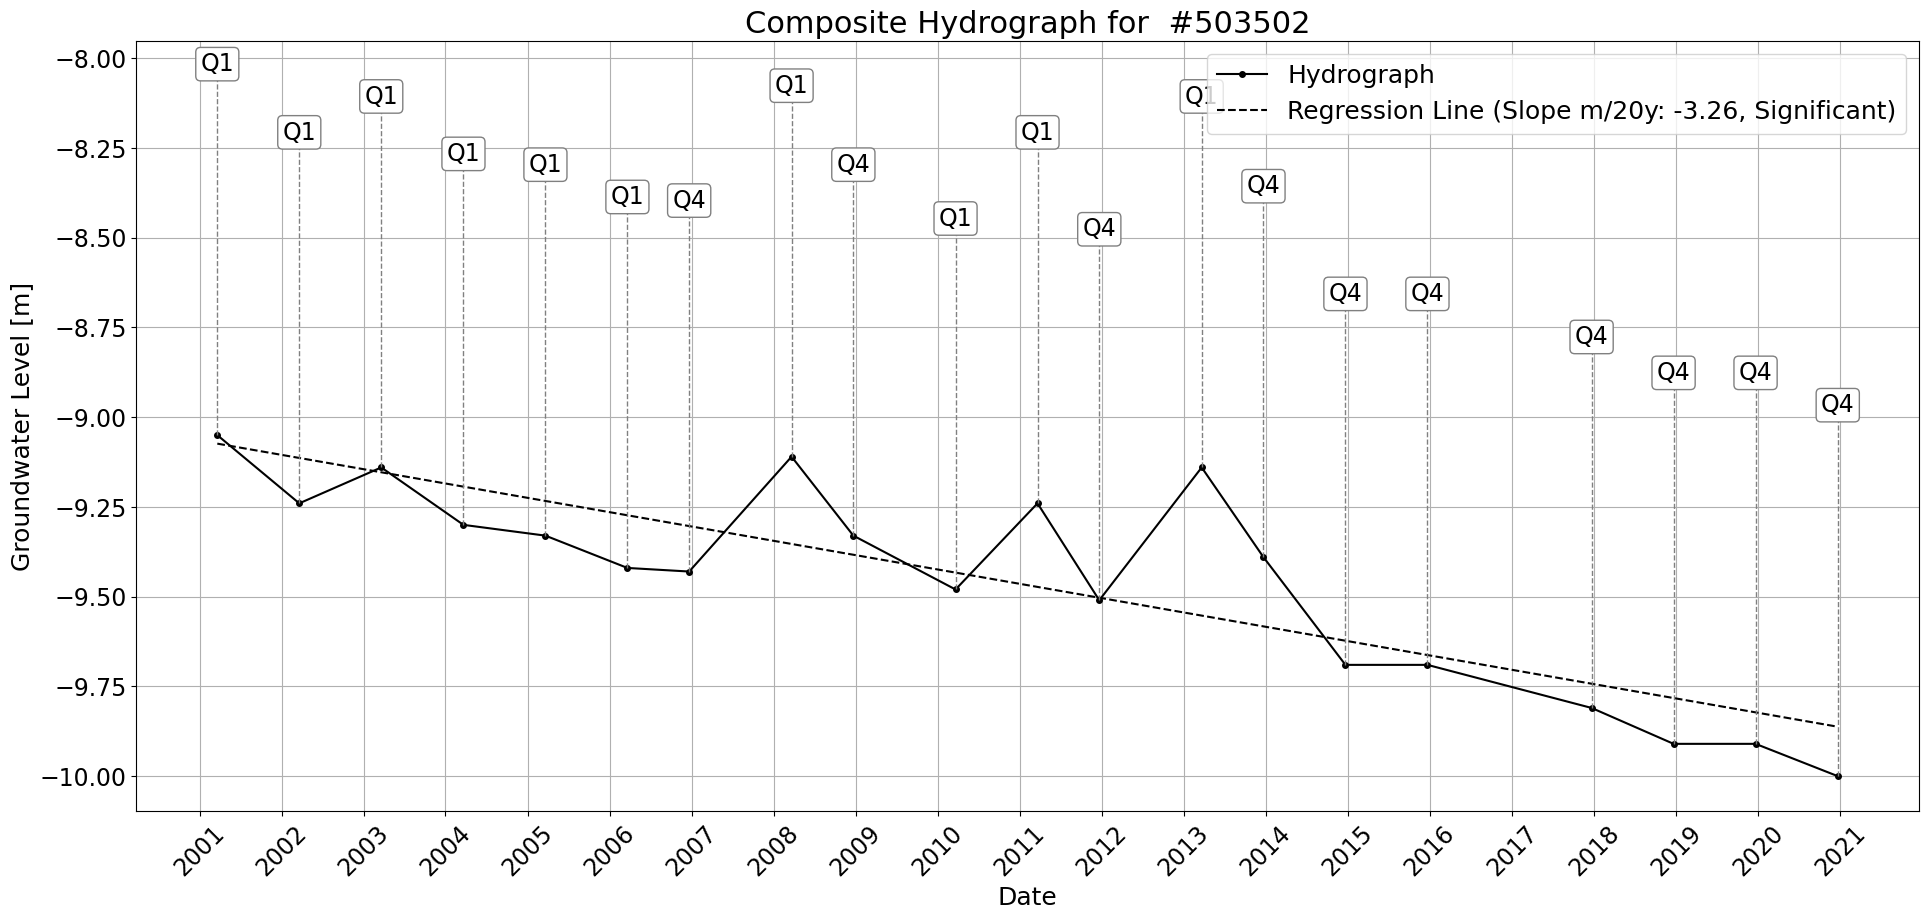 Composite Hydrograph for  #503502
Hydrograph
Regression Line (Slope m/20y: -3.26, Significant)
Groundwater Level [m]
−8.00
−8.25
−8.50
−8.75
−9.00
−9.25
−9.50
−9.75
−10.00
Q1
Q1
Q1
Q1
Q1
Q1
Q4
Q1
Q4
Q1
Q1
Q4
Q1
Q4
Q4
Q4
Q4
Q4
Q4
Q4
2001
2002
2003
2004
2005
2006
2007
2008
2009
2010
2011
2012
2013
2014
2015
2016
2017
2018
2019
2020
2021
Date